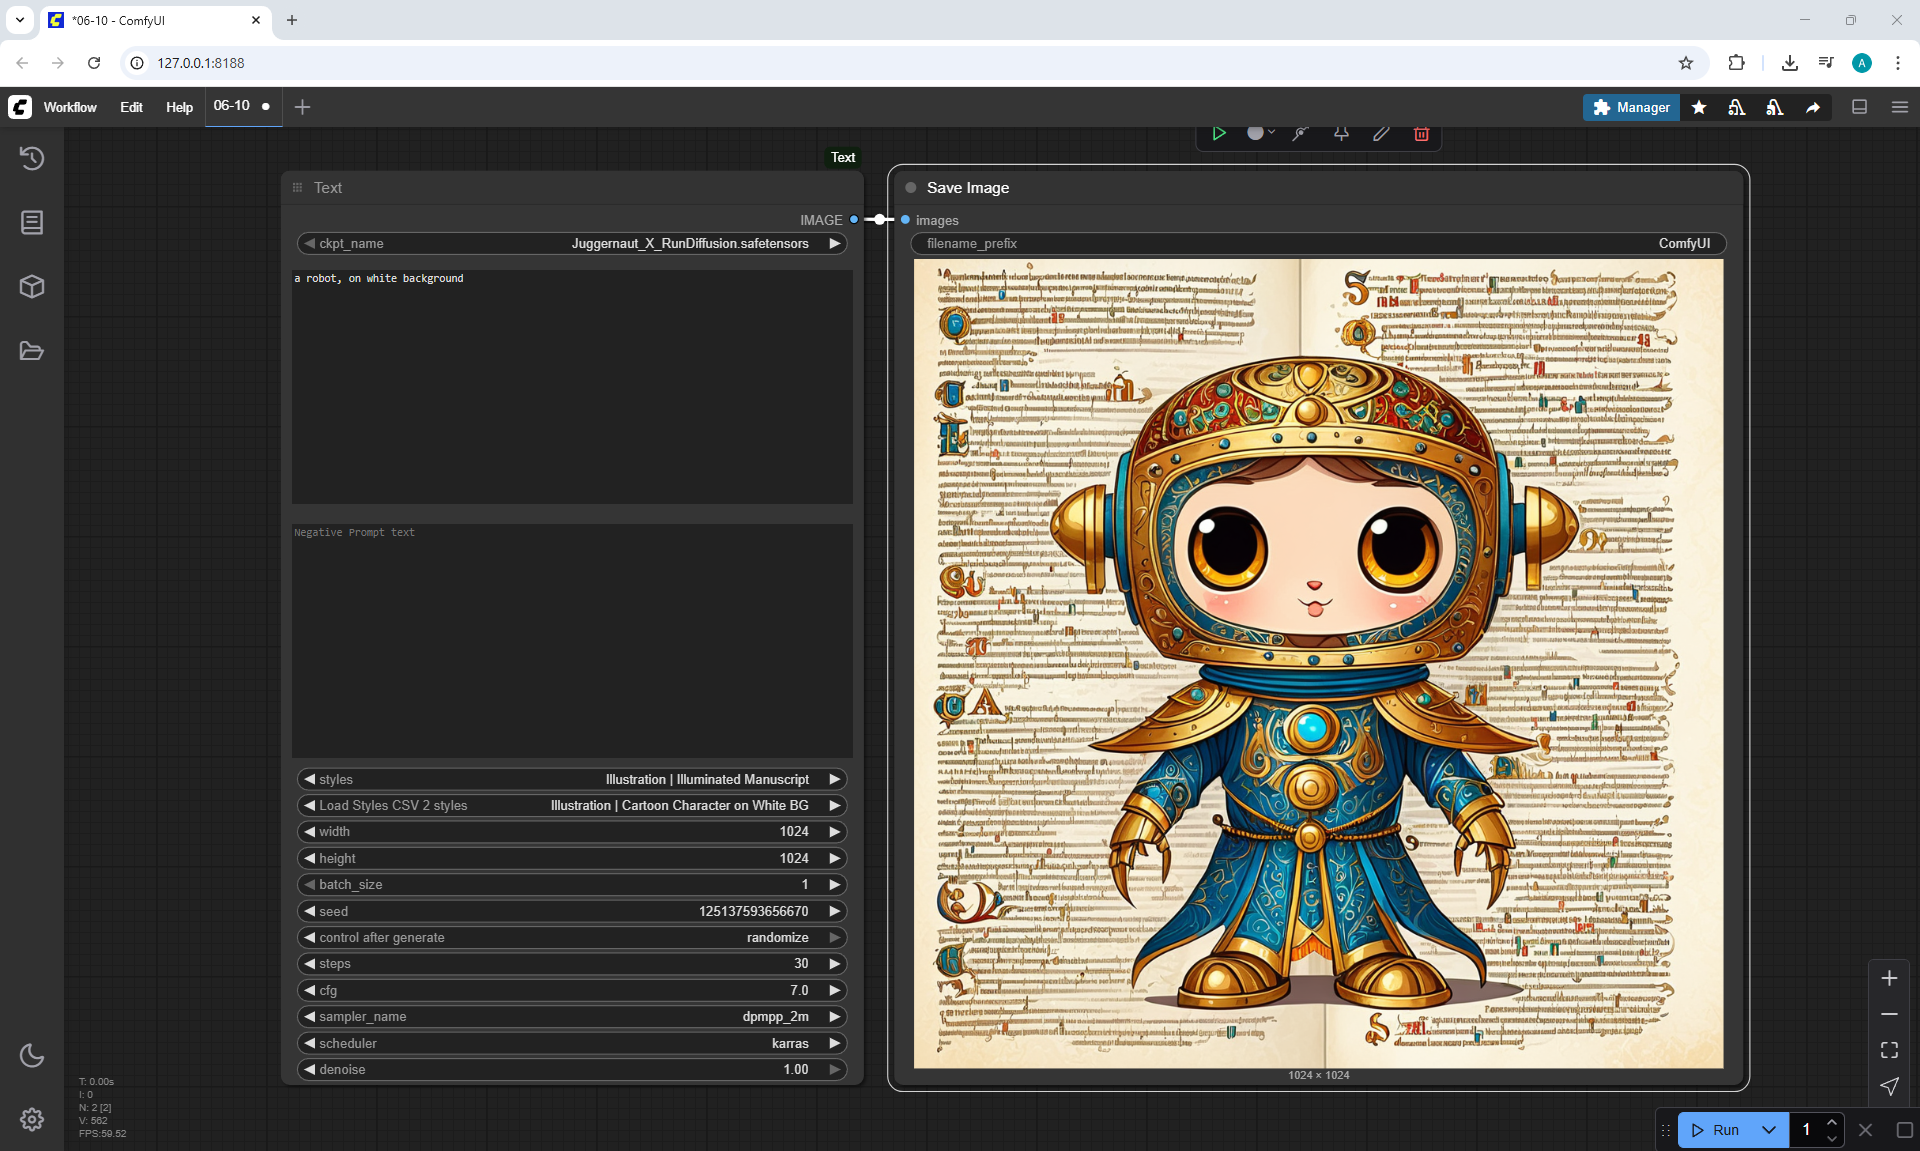 *06-10 - ComfyUI
127.0.0.1:8188
Workflow Edit Help 06-10
Manager
Text
Text
IMAGE
ckpt_name Juggernaut_X_RunDiffusion.safetensors
a robot, on white background
Negative Prompt text
styles Illustration | Illuminated Manuscript
Load Styles CSV 2 styles Illustration | Cartoon Character on White BG
width 1024
height 1024
batch_size 1
seed 125137593656670
control after generate randomize
steps 30
cfg 7.0
sampler_name dpmpp_2m
scheduler karras
denoise 1.00
Save Image
images
filename_prefix ComfyUI
1024 × 1024
T: 0.00s
I: 0
N: 2 [2]
V: 562
FPS:59.52
Run 1
A